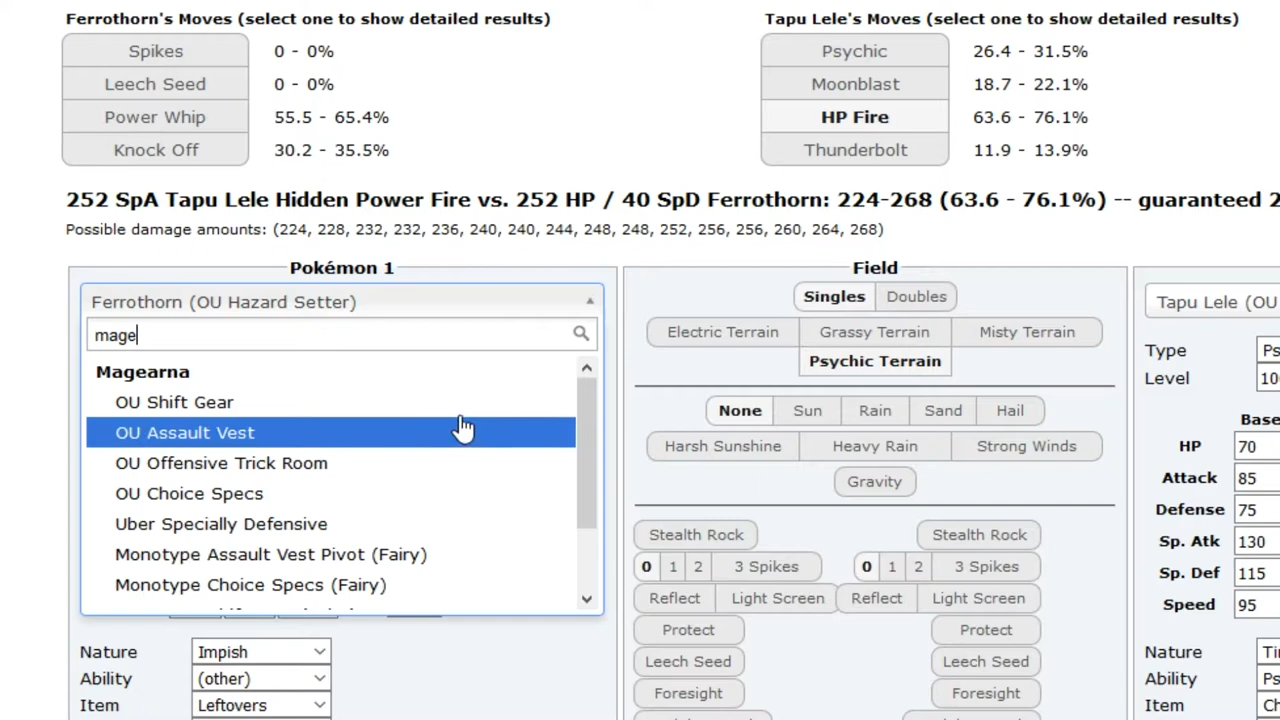 Ferrothorn's Moves (select one to show detailed results)
Tapu Lele's Moves (select one to show detailed results)
Spikes 0 - 0%
Psychic 26.4 - 31.5%
Leech Seed 0 - 0%
Moonblast 18.7 - 22.1%
Power Whip 55.5 - 65.4%
HP Fire 63.6 - 76.1%
Knock Off 30.2 - 35.5%
Thunderbolt 11.9 - 13.9%
252 SpA Tapu Lele Hidden Power Fire vs. 252 HP / 40 SpD Ferrothorn: 224-268 (63.6 - 76.1%) -- guaranteed 2
Possible damage amounts: (224, 228, 232, 232, 236, 240, 240, 244, 248, 248, 252, 256, 256, 260, 264, 268)
Pokémon 1
Ferrothorn (OU Hazard Setter)
mage
Magearna
OU Shift Gear
OU Assault Vest
OU Offensive Trick Room
OU Choice Specs
Uber Specially Defensive
Monotype Assault Vest Pivot (Fairy)
Monotype Choice Specs (Fairy)
Nature Impish
Ability (other)
Item Leftovers
Field
Singles Doubles
Electric Terrain Grassy Terrain Misty Terrain
Psychic Terrain
None Sun Rain Sand Hail
Harsh Sunshine Heavy Rain Strong Winds
Gravity
Stealth Rock Stealth Rock
0 1 2 3 Spikes 0 1 2 3 Spikes
Reflect Light Screen Reflect Light Screen
Protect Protect
Leech Seed Leech Seed
Foresight Foresight
Tapu Lele (OU
Type Ps
Level 10
Base
HP 70
Attack 85
Defense 75
Sp. Atk 130
Sp. Def 115
Speed 95
Nature Ti
Ability Ps
Item Ch